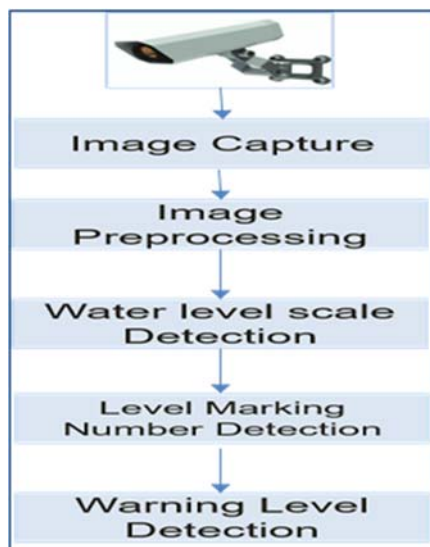 Image Capture
Image
Preprocessing
Water level scale
Detection
Level Marking
Number Detection
Warning Level
Detection